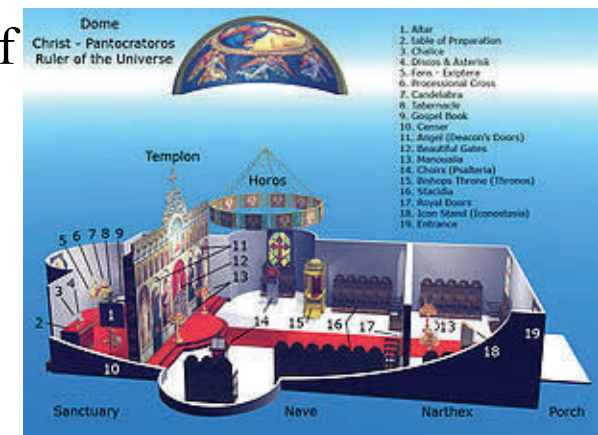 f
Dome
Christ - Pantocratoros
Ruler of the Universe
1. Altar
2. Table of Preparation
3. Chalice
4. Discos & Asterisk
5. Fans - Exiptera
6. Processional Cross
7. Candelabra
8. Tabernacle
9. Gospel Book
10. Censer
11. Angel (Deacon's Doors)
12. Beautiful Gates
13. Manoualia
14. Choirs (Psalteria)
15. Bishops Throne (Thronos)
16. Stacidia
17. Royal Doors
18. Icon Stand (Iconostasis)
19. Entrance
Templon
Horos
5 6 7 8 9
11
12
13
3 4
1
2
10
14
15 16 17
13
18
19
Sanctuary
Nave
Narthex
Porch